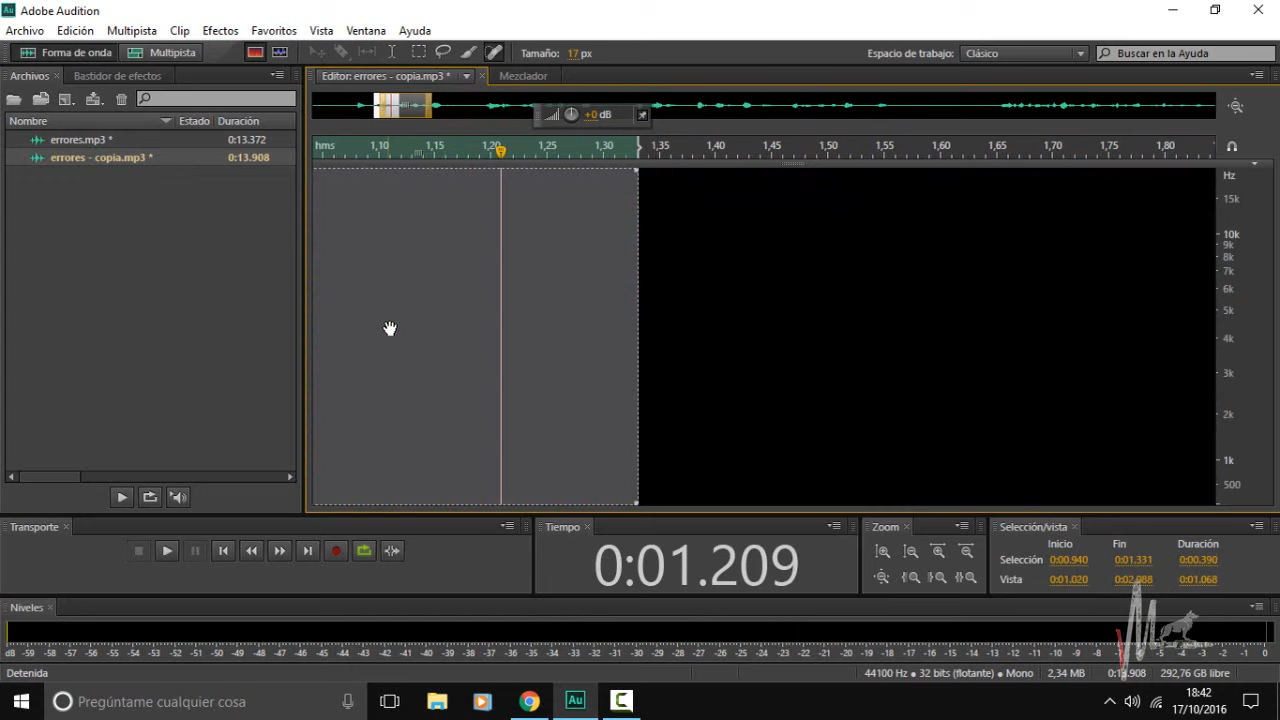 Au Adobe Audition
Archivo Edición Multipista Clip Efectos Favoritos Vista Ventana Ayuda
Forma de onda Multipista Tamaño: 17 px Espacio de trabajo: Clásico Buscar en la Ayuda
Archivos Bastidor de efectos Editor: errores - copia.mp3 * Mezclador
+0 dB
Nombre Estado Duración
errores.mp3 * 0:13.372
errores - copia.mp3 * 0:13.908
hms 1,10 1,15 1,20 1,25 1,30 1,35 1,40 1,45 1,50 1,55 1,60 1,65 1,70 1,75 1,80
Hz
15k
10k
9k
8k
7k
6k
5k
4k
3k
2k
1k
500
Transporte Tiempo Zoom Selección/vista
0:01.209
Inicio Fin Duración
Selección 0:00.940 0:01.331 0:00.390
Vista 0:01.020 0:02.088 0:01.068
Niveles
dB -59 -58 -57 -56 -55 -54 -53 -52 -51 -50 -49 -48 -47 -46 -45 -44 -43 -42 -41 -40 -39 -38 -37 -36 -35 -34 -33 -32 -31 -30 -29 -28 -27 -26 -25 -24 -23 -22 -21 -20 -19 -18 -17 -16 -15 -14 -13 -12 -11 -10 -9 -8 -7 -6 -5 -4 -3 -2 -1 0
Detenida 44100 Hz • 32 bits (flotante) • Mono 2,34 MB 0:13.908 292,76 GB libre
Pregúntame cualquier cosa Au C 18:42
17/10/2016